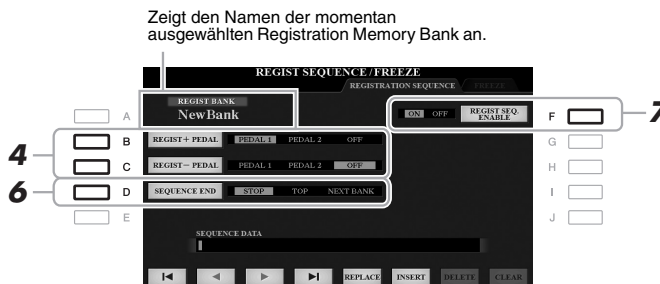 Zeigt den Namen der momentan
ausgewählten Registration Memory Bank an.
REGIST SEQUENCE/FREEZE
REGISTRATION SEQUENCE FREEZE
REGIST BANK
NewBank
ON OFF REGIST SEQ. ENABLE
A F 7
4 B REGIST+ PEDAL PEDAL 1 PEDAL 2 OFF G
C REGIST− PEDAL PEDAL 1 PEDAL 2 OFF H
6 D SEQUENCE END STOP TOP NEXT BANK I
E J
SEQUENCE DATA
REPLACE INSERT DELETE CLEAR